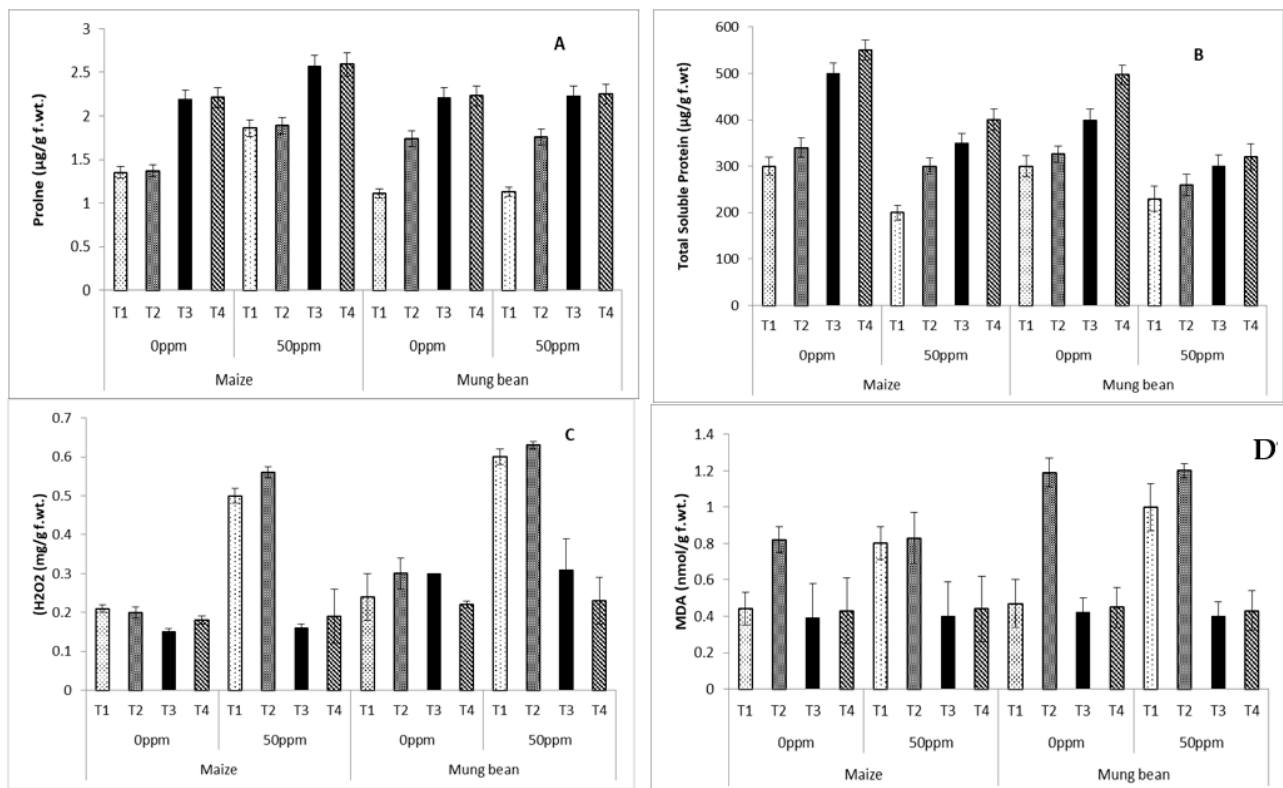 A
Prolne (µg/g f.wt.)
3
2.5
2
1.5
1
0.5
0
T1 T2 T3 T4 T1 T2 T3 T4 T1 T2 T3 T4 T1 T2 T3 T4
0ppm 50ppm 0ppm 50ppm
Maize Mung bean
B
Total Soluble Protein (µg/g f.wt)
600
500
400
300
200
100
0
T1 T2 T3 T4 T1 T2 T3 T4 T1 T2 T3 T4 T1 T2 T3 T4
0ppm 50ppm 0ppm 50ppm
Maize Mung bean
C
(H2O2 (mg/g f.wt.)
0.7
0.6
0.5
0.4
0.3
0.2
0.1
0
T1 T2 T3 T4 T1 T2 T3 T4 T1 T2 T3 T4 T1 T2 T3 T4
0ppm 50ppm 0ppm 50ppm
Maize Mung bean
D
MDA (nmol/g f.wt.)
1.4
1.2
1
0.8
0.6
0.4
0.2
0
T1 T2 T3 T4 T1 T2 T3 T4 T1 T2 T3 T4 T1 T2 T3 T4
0ppm 50ppm 0ppm 50ppm
Maize Mung bean